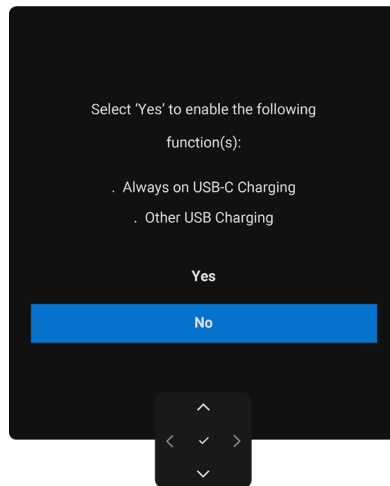 Select ‘Yes’ to enable the following
function(s):
. Always on USB-C Charging
. Other USB Charging
Yes
No